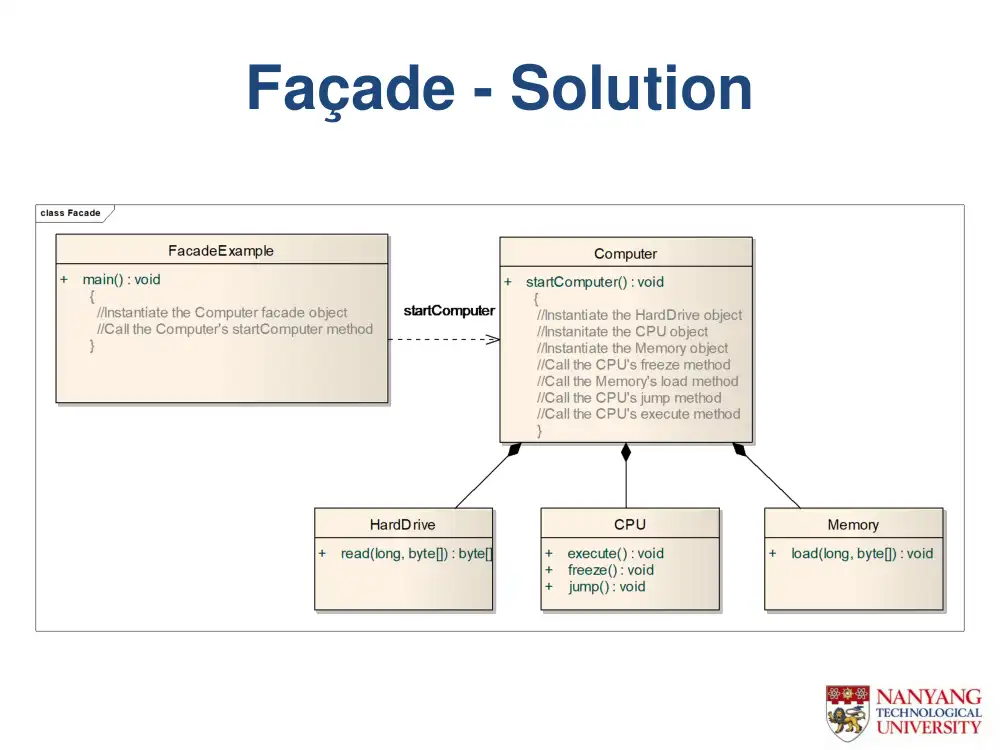 Façade - Solution
class Facade
FacadeExample
+ main() : void
{
//Instantiate the Computer facade object
//Call the Computer's startComputer method
}
startComputer
Computer
+ startComputer() : void
{
//Instantiate the HardDrive object
//Instanitate the CPU object
//Instantiate the Memory object
//Call the CPU's freeze method
//Call the Memory's load method
//Call the CPU's jump method
//Call the CPU's execute method
}
HardDrive
+ read(long, byte[]) : byte[]
CPU
+ execute() : void
+ freeze() : void
+ jump() : void
Memory
+ load(long, byte[]) : void
NANYANG
TECHNOLOGICAL
UNIVERSITY